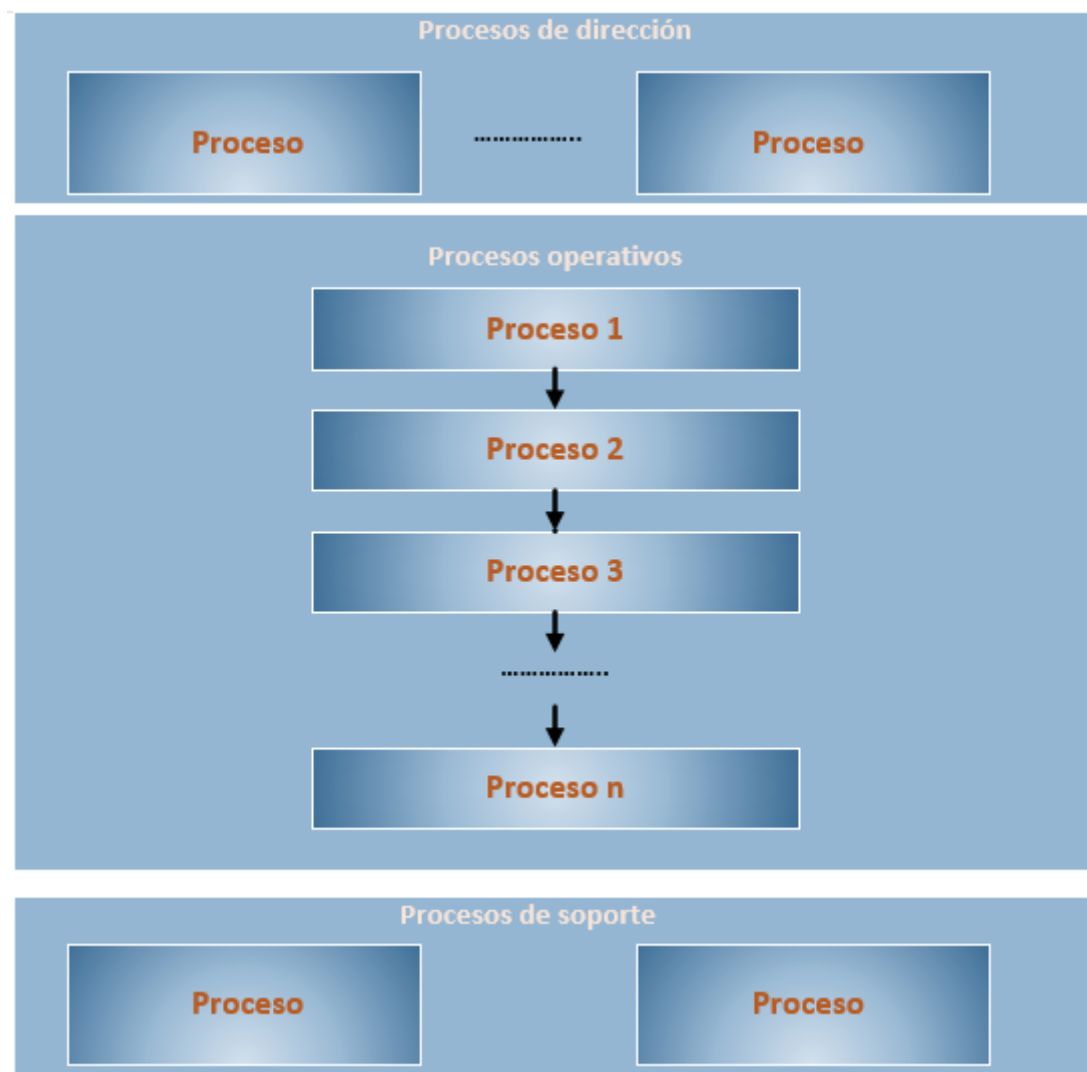 Procesos de dirección
Proceso ................ Proceso
Procesos operativos
Proceso 1
Proceso 2
Proceso 3
................
Proceso n
Procesos de soporte
Proceso Proceso